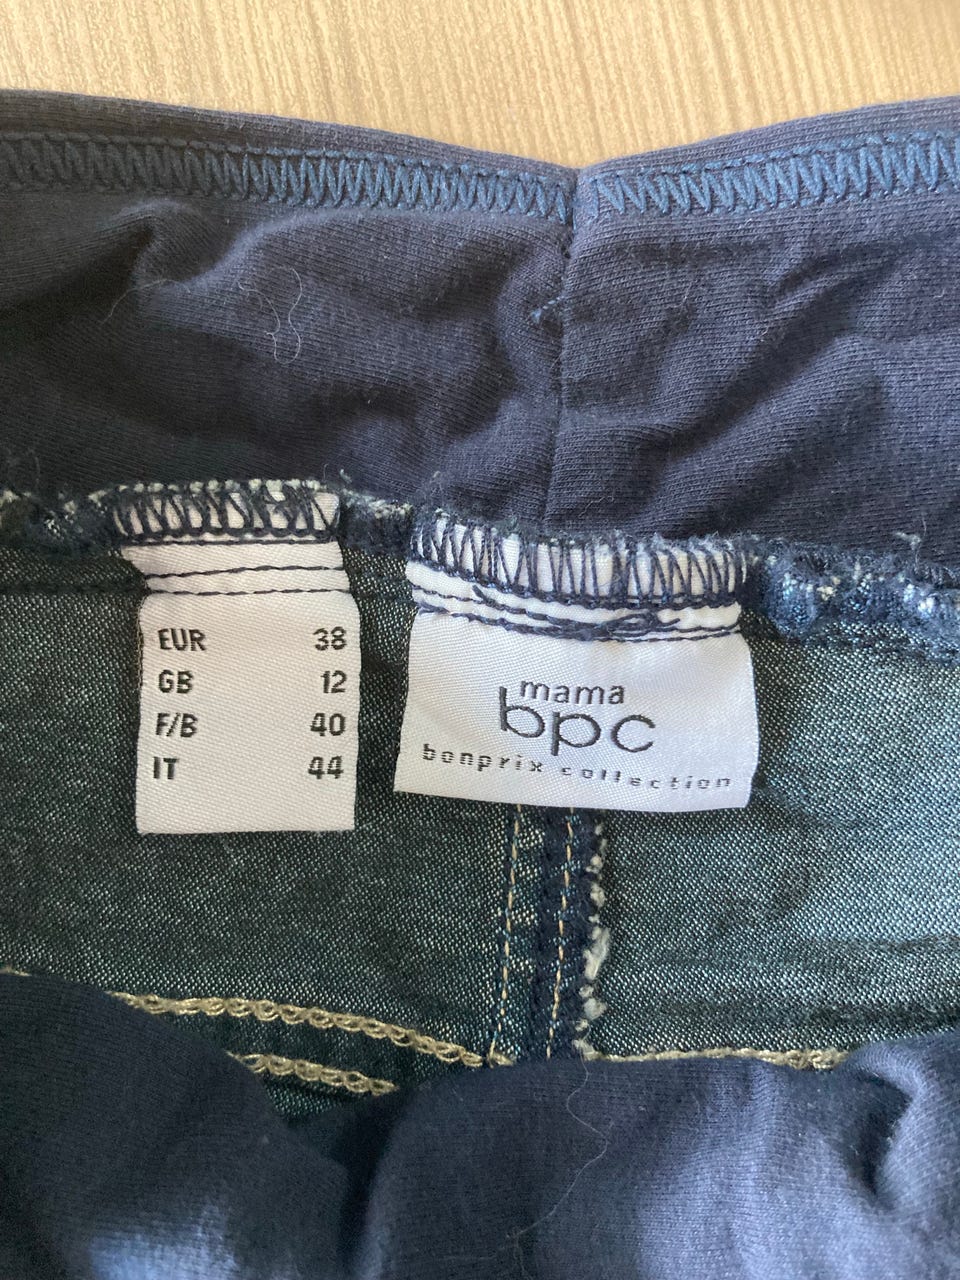 EUR 38
GB 12
F/B 40
IT 44
mama
bpc
bonprix collection